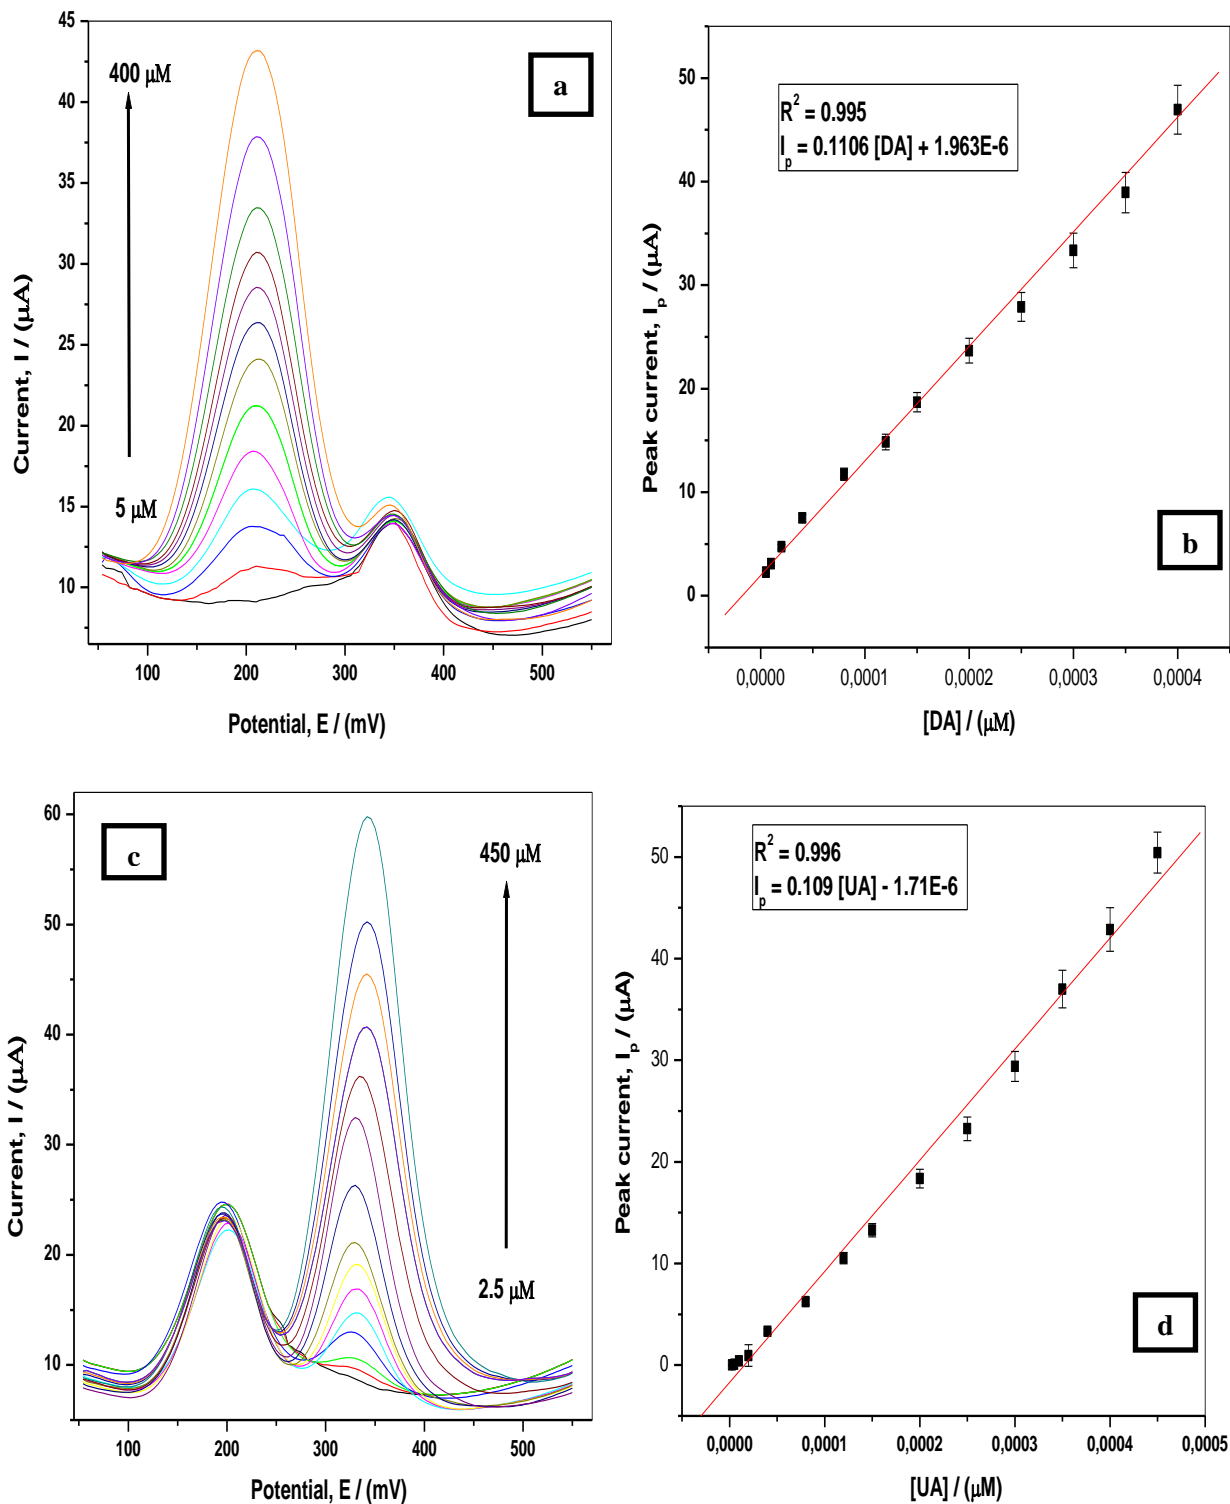 a
400 μM
5 μM
45
40
35
30
25
20
15
10
Current, I / (μA)
100
200
300
400
500
Potential, E / (mV)
b
R² = 0.995
Iₚ = 0.1106 [DA] + 1.963E-6
50
40
30
20
10
0
Peak current, Iₚ / (μA)
0,0000
0,0001
0,0002
0,0003
0,0004
[DA] / (μM)
c
450 μM
2.5 μM
60
50
40
30
20
10
Current, I / (μA)
100
200
300
400
500
Potential, E / (mV)
d
R² = 0.996
Iₚ = 0.109 [UA] - 1.71E-6
50
40
30
20
10
0
Peak current, Iₚ / (μA)
0,0000
0,0001
0,0002
0,0003
0,0004
0,0005
[UA] / (μM)